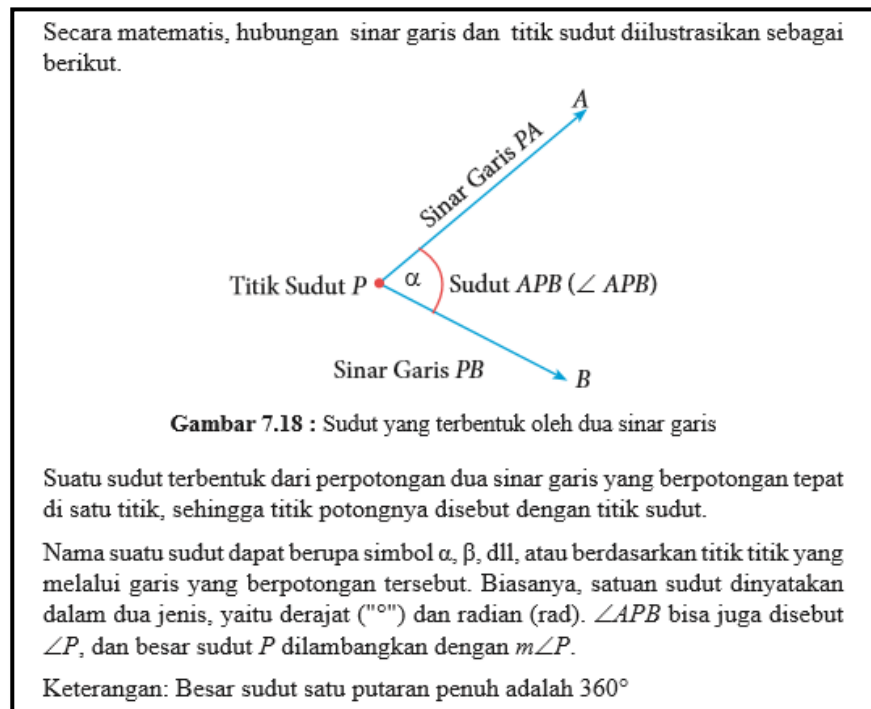 Secara matematis, hubungan sinar garis dan titik sudut diilustrasikan sebagai
berikut.
A
Sinar Garis PA
Titik Sudut P
α
Sudut APB (∠ APB)
Sinar Garis PB
B
Gambar 7.18 : Sudut yang terbentuk oleh dua sinar garis
Suatu sudut terbentuk dari perpotongan dua sinar garis yang berpotongan tepat
di satu titik, sehingga titik potongnya disebut dengan titik sudut.
Nama suatu sudut dapat berupa simbol α, β, dll, atau berdasarkan titik titik yang
melalui garis yang berpotongan tersebut. Biasanya, satuan sudut dinyatakan
dalam dua jenis, yaitu derajat ("°") dan radian (rad). ∠APB bisa juga disebut
∠P, dan besar sudut P dilambangkan dengan m∠P.
Keterangan: Besar sudut satu putaran penuh adalah 360°